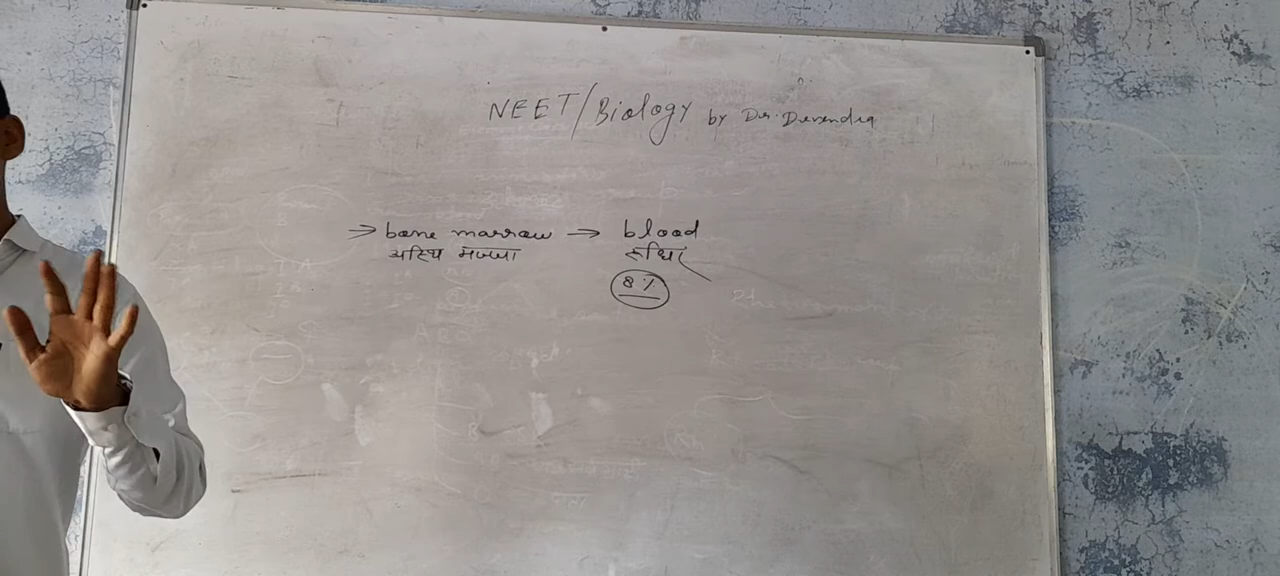 NEET/Biology by Dr. Devendra
→ bone marrow → blood
अस्थि मज्जा रुधिर
8%